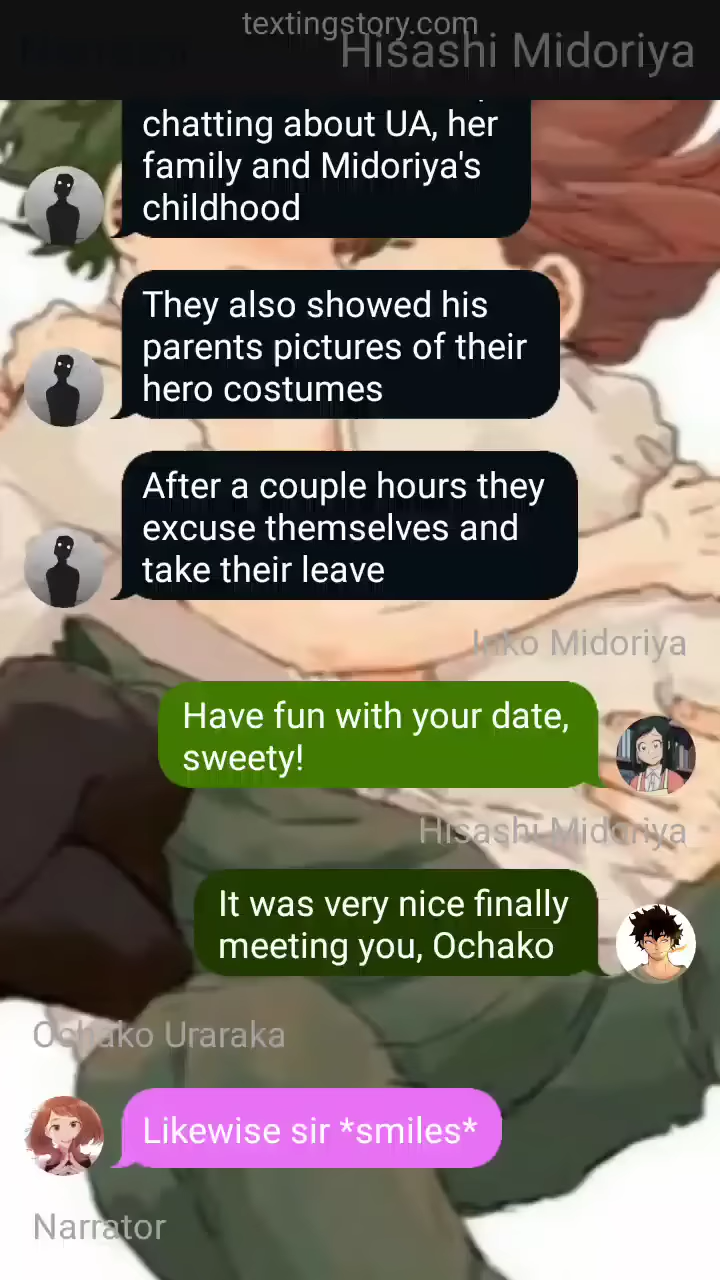 textingstory.com
Hisashi Midoriya
chatting about UA, her
family and Midoriya's
childhood
They also showed his
parents pictures of their
hero costumes
After a couple hours they
excuse themselves and
take their leave
Inko Midoriya
Have fun with your date,
sweety!
Hisashi Midoriya
It was very nice finally
meeting you, Ochako
Ochako Uraraka
Likewise sir *smiles*
Narrator